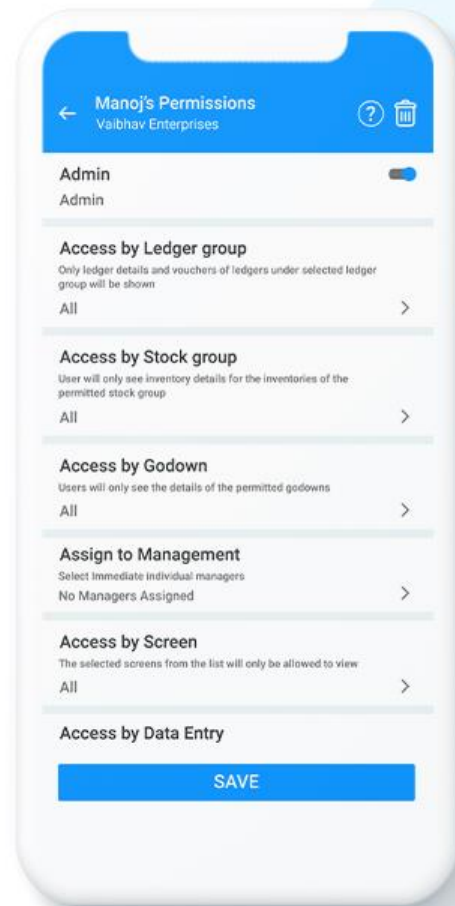 Manoj's Permissions
Vaibhav Enterprises
Admin
Admin
Access by Ledger group
Only ledger details and vouchers of ledgers under selected ledger
group will be shown
All
Access by Stock group
User will only see inventory details for the inventories of the
permitted stock group
All
Access by Godown
Users will only see the details of the permitted godowns
All
Assign to Management
Select Immediate individual managers
No Managers Assigned
Access by Screen
The selected screens from the list will only be allowed to view
All
Access by Data Entry
SAVE